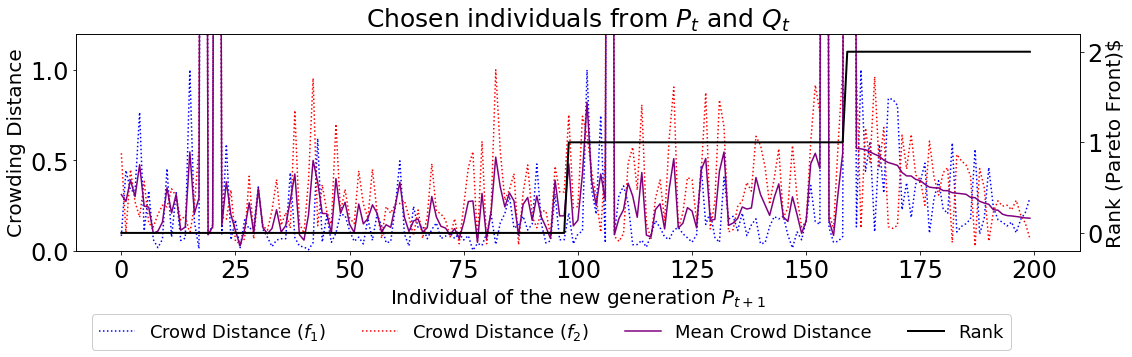 Chosen individuals from P_t and Q_t
Crowding Distance
1.0
0.5
0.0
2
1
0
Rank (Pareto Front)$
0 25 50 75 100 125 150 175 200
Individual of the new generation P_{t+1}
Crowd Distance (f_1) Crowd Distance (f_2) Mean Crowd Distance Rank